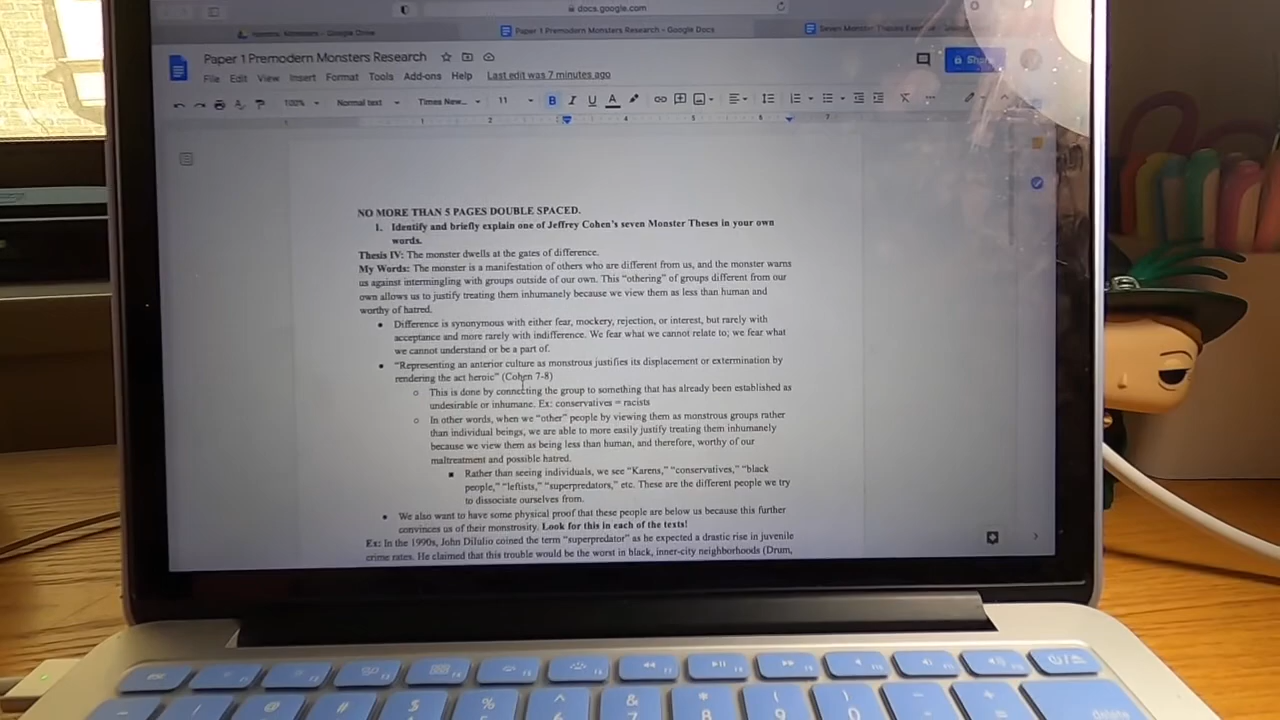 docs.google.com
Paper 1 Premodern Monsters Research - Google Docs
Paper 1 Premodern Monsters Research
File Edit View Insert Format Tools Add-ons Help Last edit was 7 minutes ago
100% Normal text Times New... 11 B I U A
1 1 2 4 5 6 7
NO MORE THAN 5 PAGES DOUBLE SPACED.
1. Identify and briefly explain one of Jeffrey Cohen's seven Monster Theses in your own
words.
Thesis IV: The monster dwells at the gates of difference.
My Words: The monster is a manifestation of others who are different from us, and the monster warns
us against intermingling with groups outside of our own. This "othering" of groups different from our
own allows us to justify treating them inhumanely because we view them as less than human and
worthy of hatred.
• Difference is synonymous with either fear, mockery, rejection, or interest, but rarely with
acceptance and more rarely with indifference. We fear what we cannot relate to; we fear what
we cannot understand or be a part of.
• "Representing an anterior culture as monstrous justifies its displacement or extermination by
rendering the act heroic" (Cohen 7-8)
○ This is done by connecting the group to something that has already been established as
undesirable or inhumane. Ex: conservatives = racists
○ In other words, when we "other" people by viewing them as monstrous groups rather
than individual beings, we are able to more easily justify treating them inhumanely
because we view them as being less than human, and therefore, worthy of our
maltreatment and possible hatred.
■ Rather than seeing individuals, we see "Karens," "conservatives," "black
people," "leftists," "superpredators," etc. These are the different people we try
to dissociate ourselves from.
• We also want to have some physical proof that these people are below us because this further
convinces us of their monstrosity. Look for this in each of the texts!
Ex: In the 1990s, John DiIulio coined the term "superpredator" as he expected a drastic rise in juvenile
crime rates. He claimed that this trouble would be the worst in black, inner-city neighborhoods (Drum,
esc
@ # $ % ^ & * ( ) delete